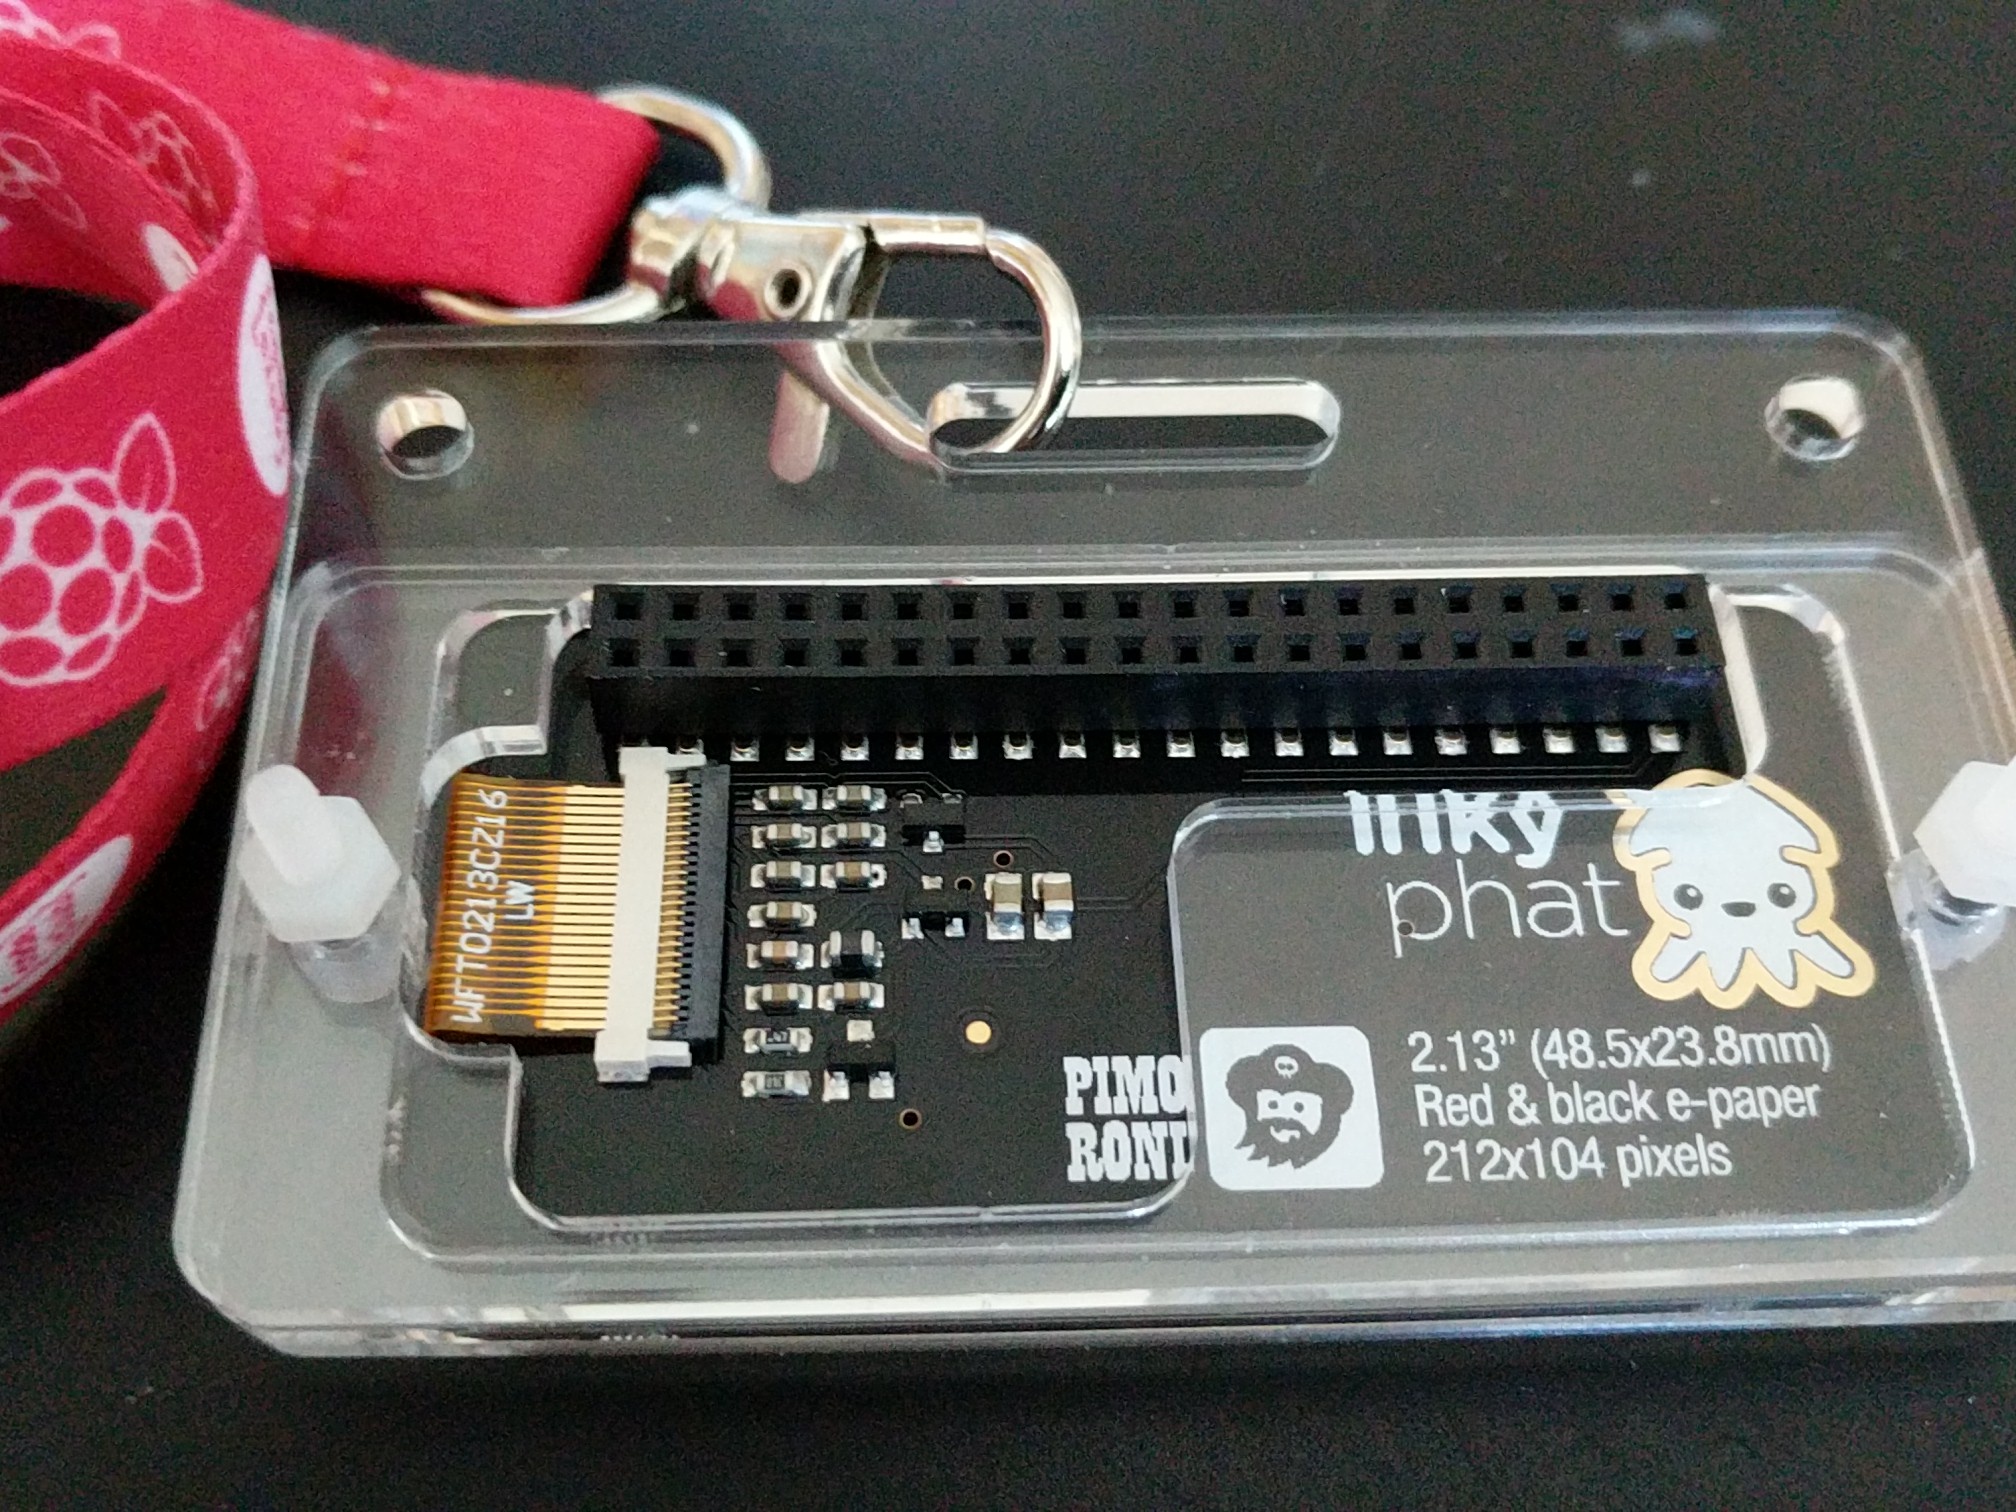 WFT0213CZ16
LW
inky
phat
PIMO
RONI
2.13” (48.5x23.8mm)
Red & black e-paper
212x104 pixels